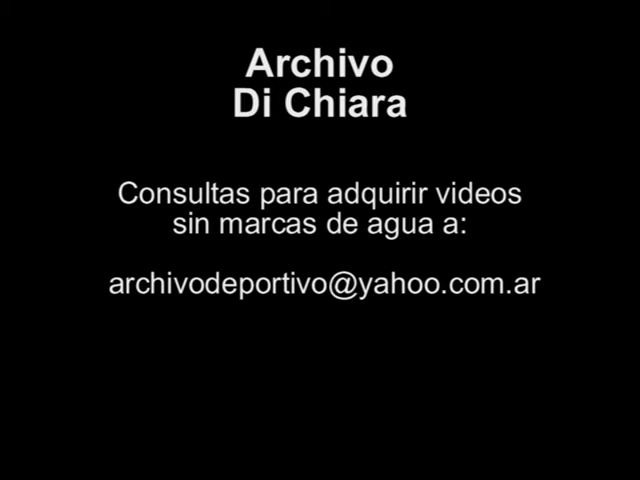 Archivo
Di Chiara
Consultas para adquirir videos
sin marcas de agua a:
archivodeportivo@yahoo.com.ar